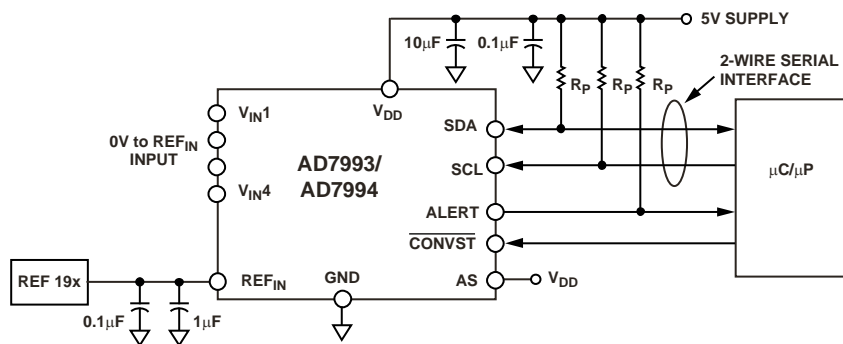 5V SUPPLY
10μF
0.1μF
2-WIRE SERIAL
INTERFACE
RP
RP
RP
VIN1
VDD
0V to REFIN
INPUT
SDA
AD7993/
AD7994
SCL
μC/μP
VIN4
ALERT
CONVST
REF 19x
REFIN
GND
AS
VDD
0.1μF
1μF